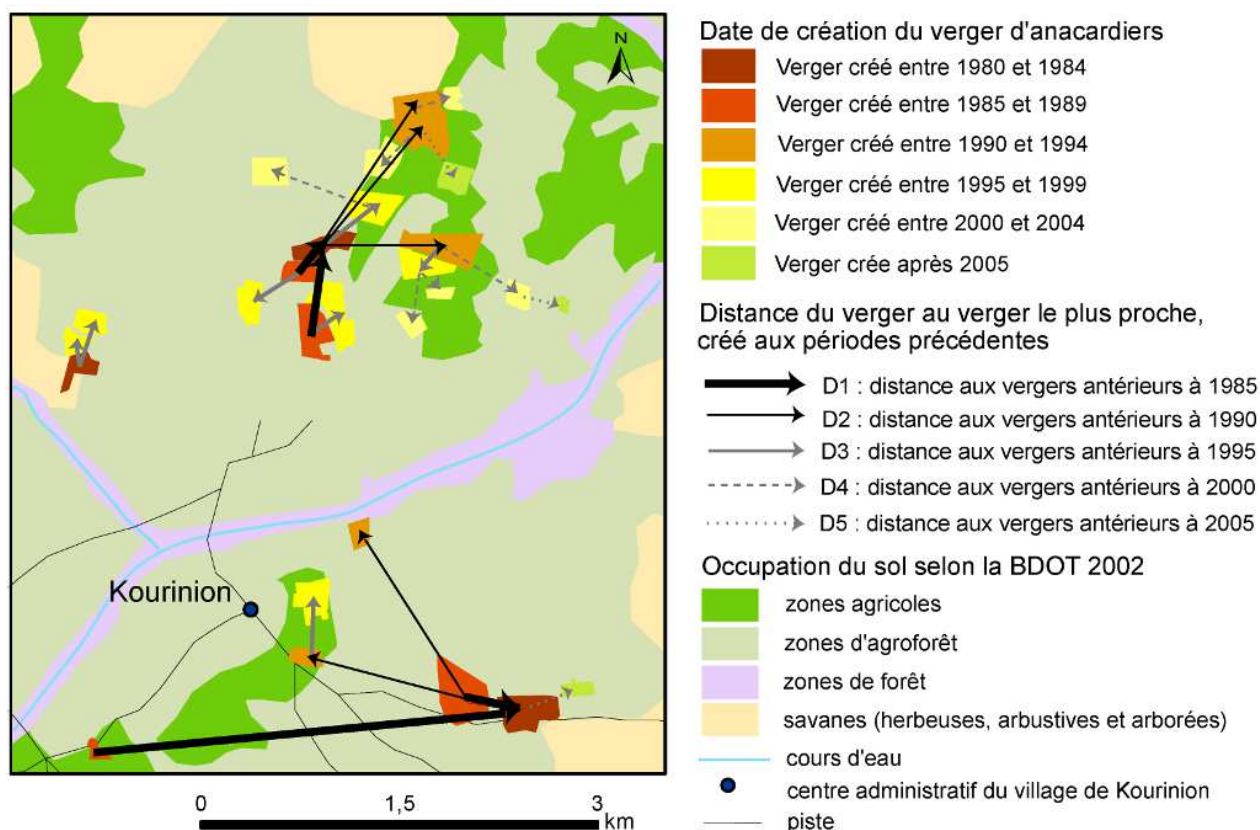 N
Kourinion
0 1,5 3
km
Date de création du verger d'anacardiers
Verger créé entre 1980 et 1984
Verger créé entre 1985 et 1989
Verger créé entre 1990 et 1994
Verger créé entre 1995 et 1999
Verger créé entre 2000 et 2004
Verger crée après 2005
Distance du verger au verger le plus proche,
créé aux périodes précédentes
D1 : distance aux vergers antérieurs à 1985
D2 : distance aux vergers antérieurs à 1990
D3 : distance aux vergers antérieurs à 1995
D4 : distance aux vergers antérieurs à 2000
D5 : distance aux vergers antérieurs à 2005
Occupation du sol selon la BDOT 2002
zones agricoles
zones d'agroforêt
zones de forêt
savanes (herbeuses, arbustives et arborées)
cours d'eau
centre administratif du village de Kourinion
piste